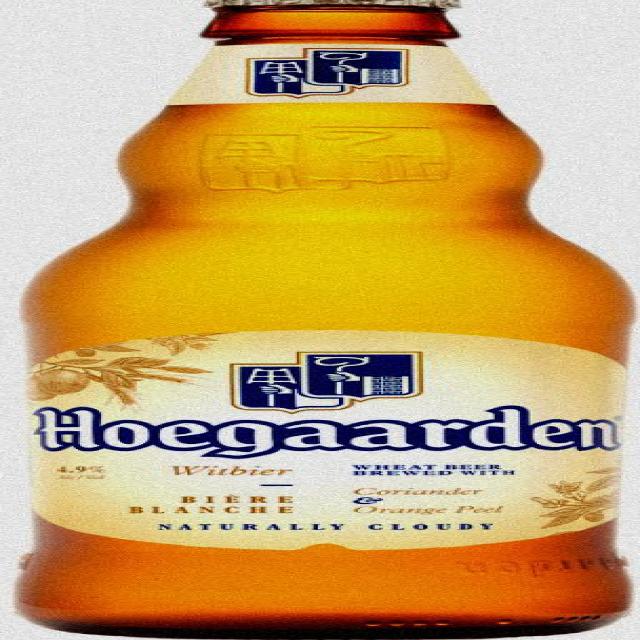 Hoegaarden
4.9%
Witbier
BIÈRE
BLANCHE
WHEAT BEER
BREWED WITH
Coriander
&
Orange Peel
NATURALLY CLOUDY